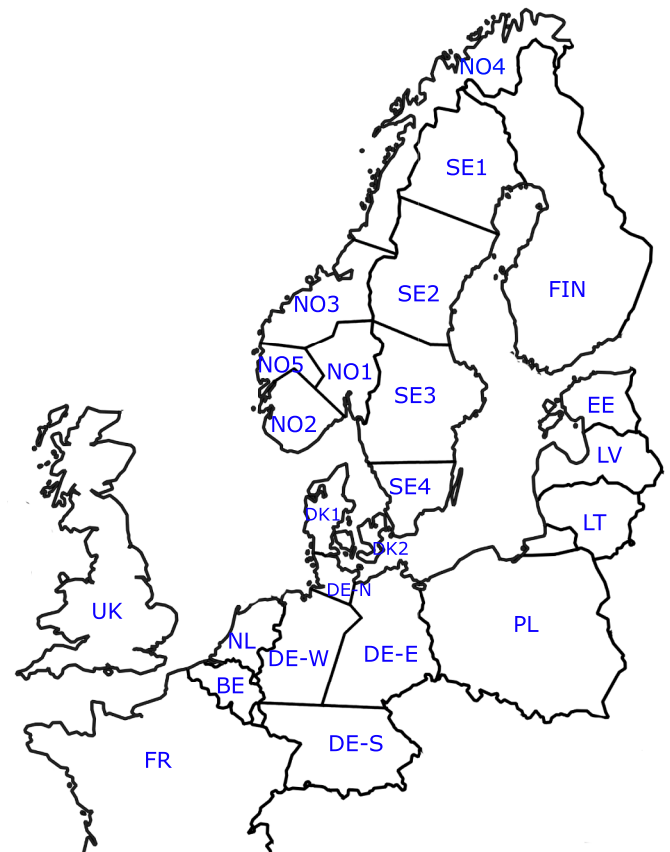 NO4
SE1
SE2
FIN
NO3
NO5
NO1
SE3
EE
NO2
LV
SE4
DK1
LT
DK2
DE-N
UK
PL
NL
DE-W
DE-E
BE
DE-S
FR